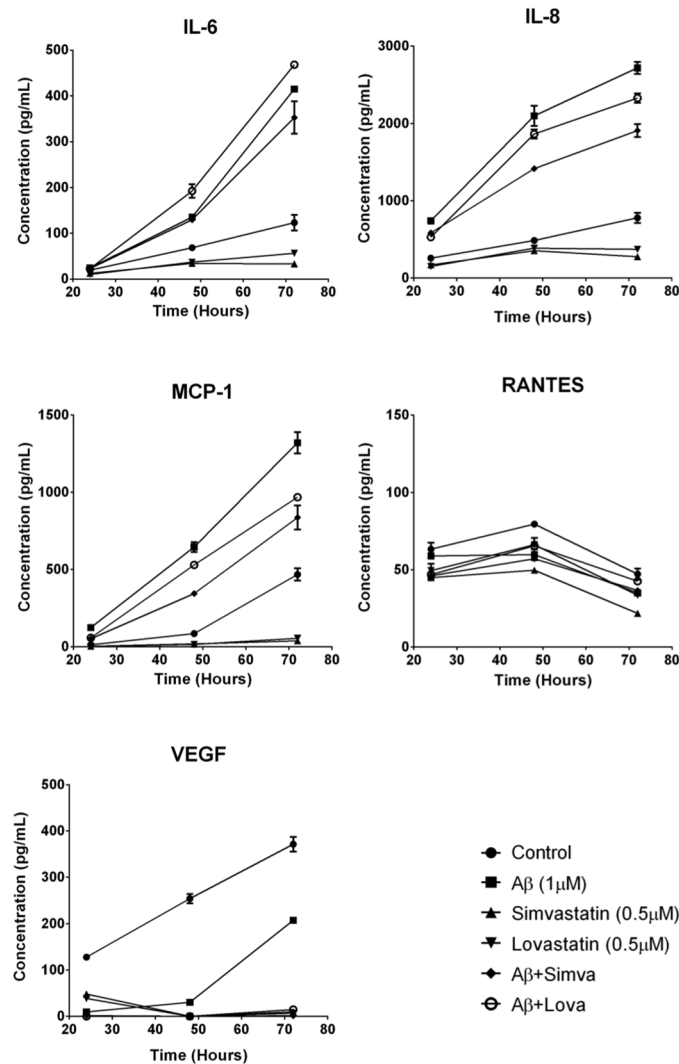 IL-6
500
400
300
200
100
0
Concentration (pg/mL)
20 30 40 50 60 70 80
Time (Hours)
IL-8
3000
2000
1000
0
Concentration (pg/mL)
20 30 40 50 60 70 80
Time (Hours)
MCP-1
1500
1000
500
0
Concentration (pg/mL)
20 30 40 50 60 70 80
Time (Hours)
RANTES
150
100
50
0
Concentration (pg/mL)
20 30 40 50 60 70 80
Time (Hours)
VEGF
500
400
300
200
100
0
Concentration (pg/mL)
20 30 40 50 60 70 80
Time (Hours)
Control
Aβ (1μM)
Simvastatin (0.5μM)
Lovastatin (0.5μM)
Aβ+Simva
Aβ+Lova